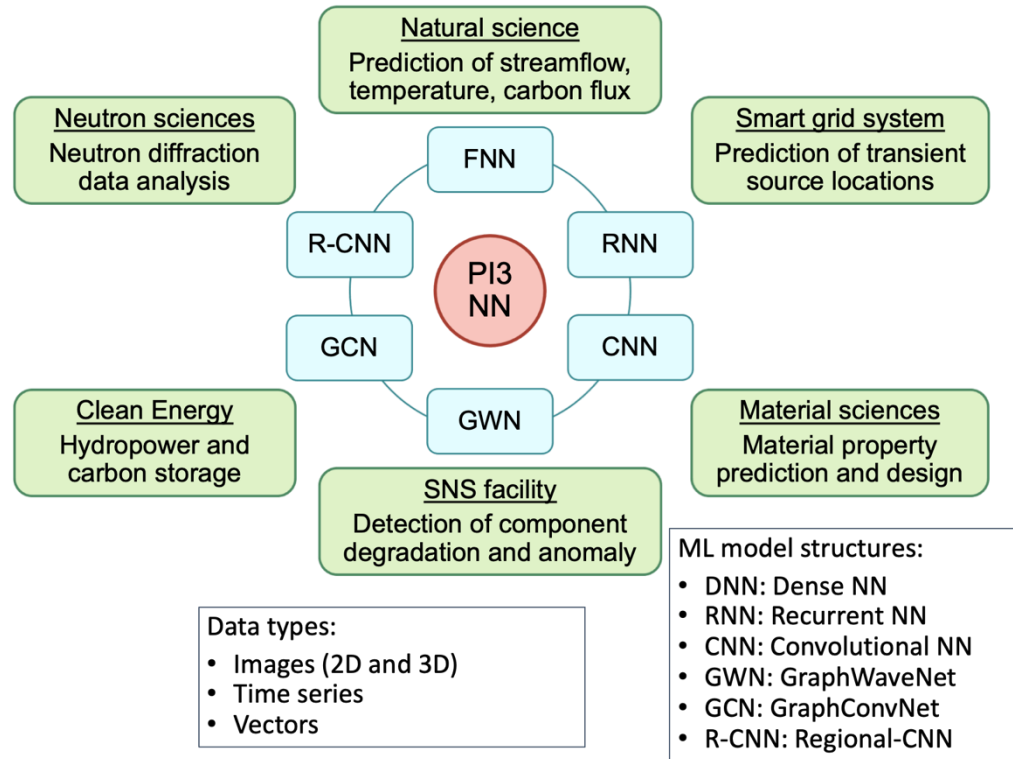 Natural science
Prediction of streamflow,
temperature, carbon flux
Neutron sciences
Neutron diffraction
data analysis
Smart grid system
Prediction of transient
source locations
FNN
R-CNN
RNN
PI3
NN
GCN
CNN
GWN
Clean Energy
Hydropower and
carbon storage
Material sciences
Material property
prediction and design
SNS facility
Detection of component
degradation and anomaly
Data types:
• Images (2D and 3D)
• Time series
• Vectors
ML model structures:
• DNN: Dense NN
• RNN: Recurrent NN
• CNN: Convolutional NN
• GWN: GraphWaveNet
• GCN: GraphConvNet
• R-CNN: Regional-CNN